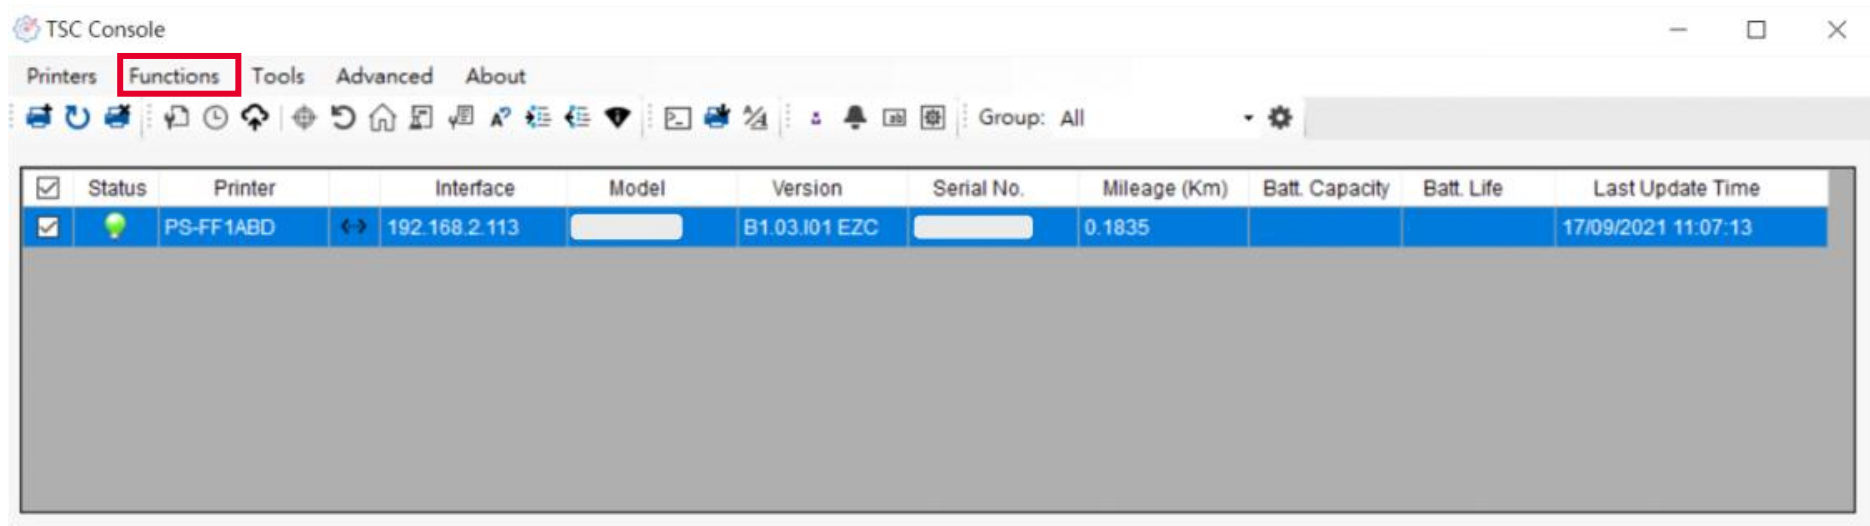 TSC Console
Printers Functions Tools Advanced About
Group: All
Status Printer Interface Model Version Serial No. Mileage (Km) Batt. Capacity Batt. Life Last Update Time
PS-FF1ABD 192.168.2.113 B1.03.I01 EZC 0.1835 17/09/2021 11:07:13